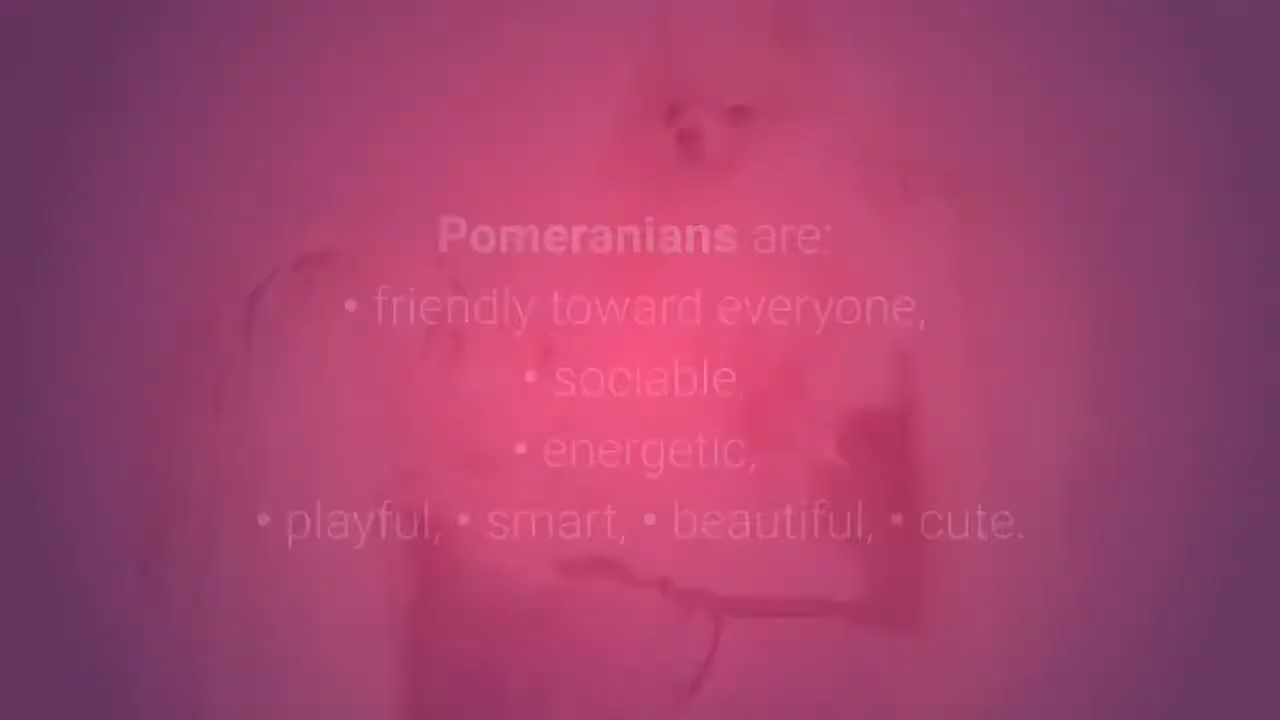 Pomeranians are:
• friendly toward everyone,
• sociable,
• energetic,
• playful, • smart, • beautiful, • cute.